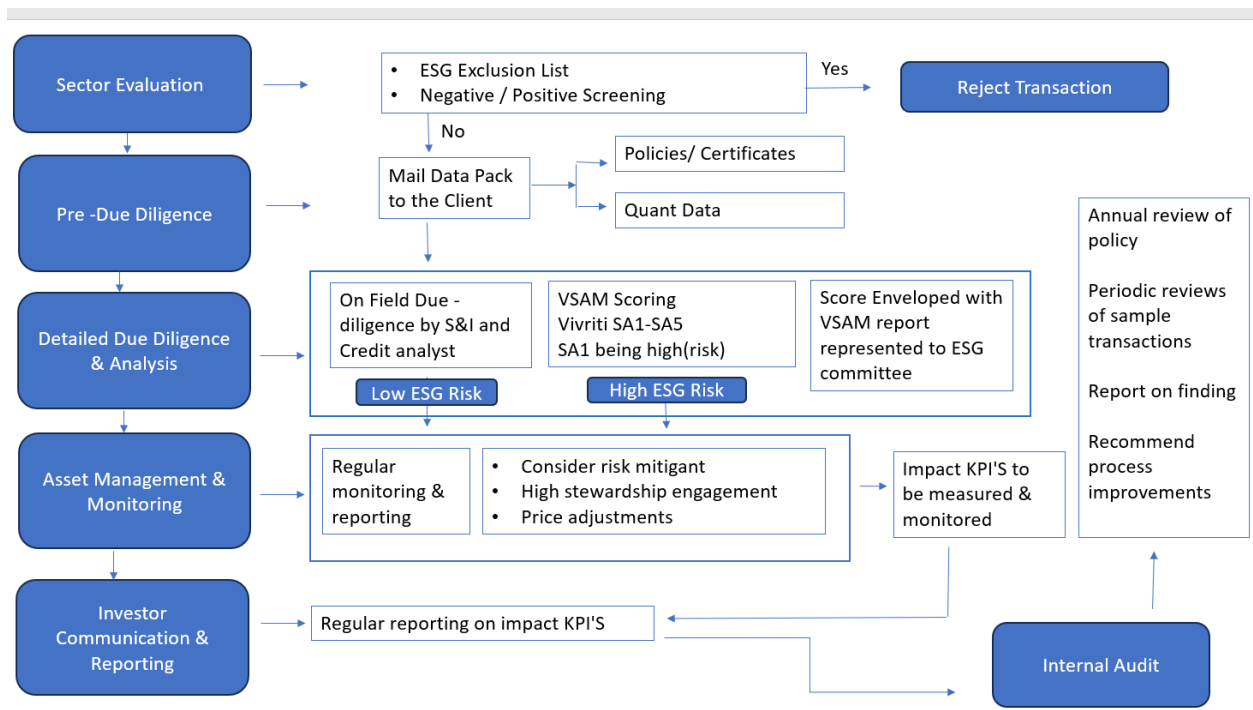 Sector Evaluation
• ESG Exclusion List
• Negative / Positive Screening
Yes
Reject Transaction
No
Pre -Due Diligence
Mail Data Pack
to the Client
Policies/ Certificates
Quant Data
Detailed Due Diligence
& Analysis
On Field Due -
diligence by S&I and
Credit analyst
Low ESG Risk
VSAM Scoring
Vivriti SA1-SA5
SA1 being high(risk)
High ESG Risk
Score Enveloped with
VSAM report
represented to ESG
committee
Asset Management &
Monitoring
Regular
monitoring &
reporting
• Consider risk mitigant
• High stewardship engagement
• Price adjustments
Impact KPI'S to
be measured &
monitored
Investor
Communication &
Reporting
Regular reporting on impact KPI'S
Internal Audit
Annual review of
policy
Periodic reviews
of sample
transactions
Report on finding
Recommend
process
improvements